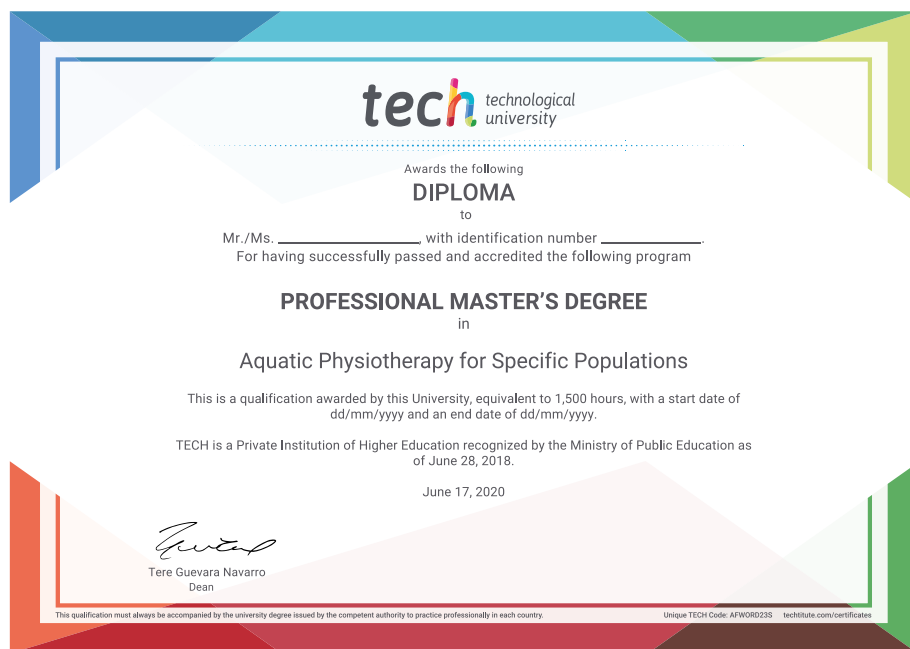 tech technological
university
Awards the following
DIPLOMA
to
Mr./Ms. ________________, with identification number ____________.
For having successfully passed and accredited the following program
PROFESSIONAL MASTER'S DEGREE
in
Aquatic Physiotherapy for Specific Populations
This is a qualification awarded by this University, equivalent to 1,500 hours, with a start date of
dd/mm/yyyy and an end date of dd/mm/yyyy.
TECH is a Private Institution of Higher Education recognized by the Ministry of Public Education as
of June 28, 2018.
June 17, 2020
Tere Guevara Navarro
Dean
This qualification must always be accompanied by the university degree issued by the competent authority to practice professionally in each country.
Unique TECH Code: AFWORD23S techtitute.com/certificates